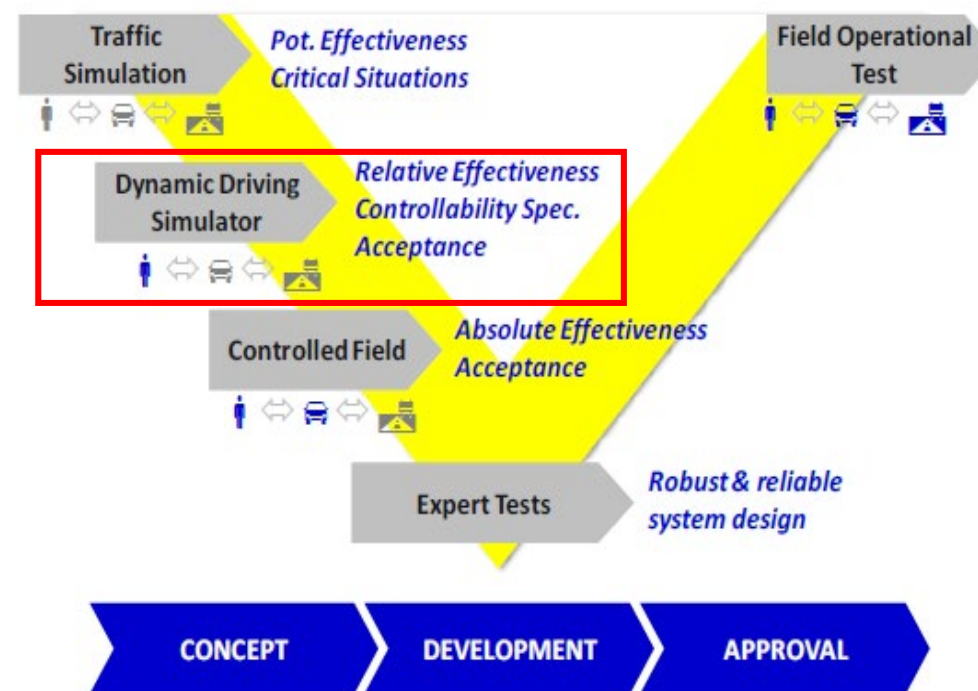 Traffic
Simulation
Pot. Effectiveness
Critical Situations
Field Operational
Test
Dynamic Driving
Simulator
Relative Effectiveness
Controllability Spec.
Acceptance
Controlled Field
Absolute Effectiveness
Acceptance
Expert Tests
Robust & reliable
system design
CONCEPT
DEVELOPMENT
APPROVAL